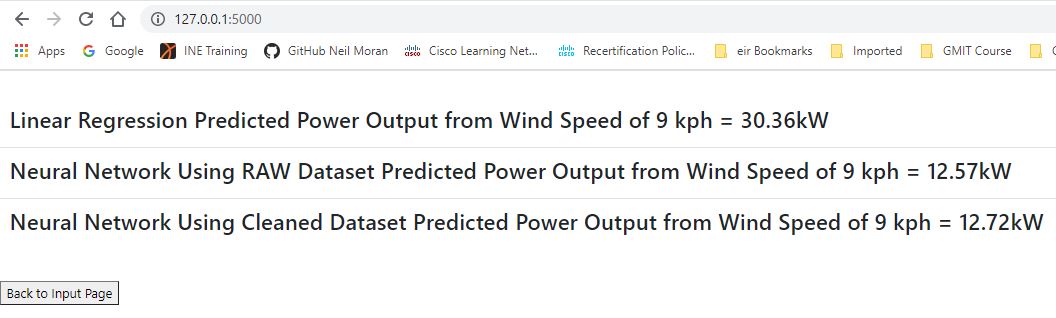 127.0.0.1:5000
Apps Google INE Training GitHub Neil Moran Cisco Learning Net... Recertification Polic... eir Bookmarks Imported GMIT Course
Linear Regression Predicted Power Output from Wind Speed of 9 kph = 30.36kW
Neural Network Using RAW Dataset Predicted Power Output from Wind Speed of 9 kph = 12.57kW
Neural Network Using Cleaned Dataset Predicted Power Output from Wind Speed of 9 kph = 12.72kW
Back to Input Page